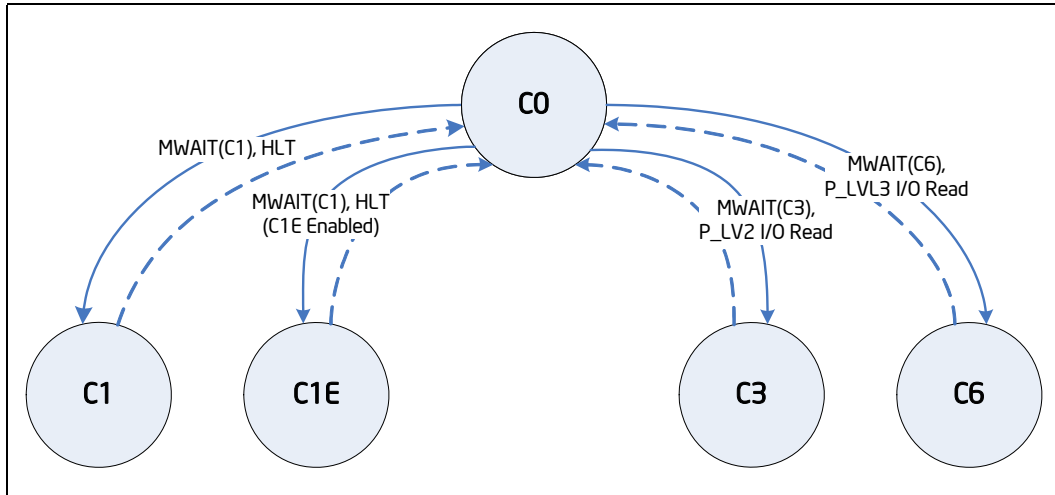 C0
MWAIT(C1), HLT
MWAIT(C1), HLT
(C1E Enabled)
MWAIT(C6),
P_LVL3 I/O Read
MWAIT(C3),
P_LV2 I/O Read
C1
C1E
C3
C6